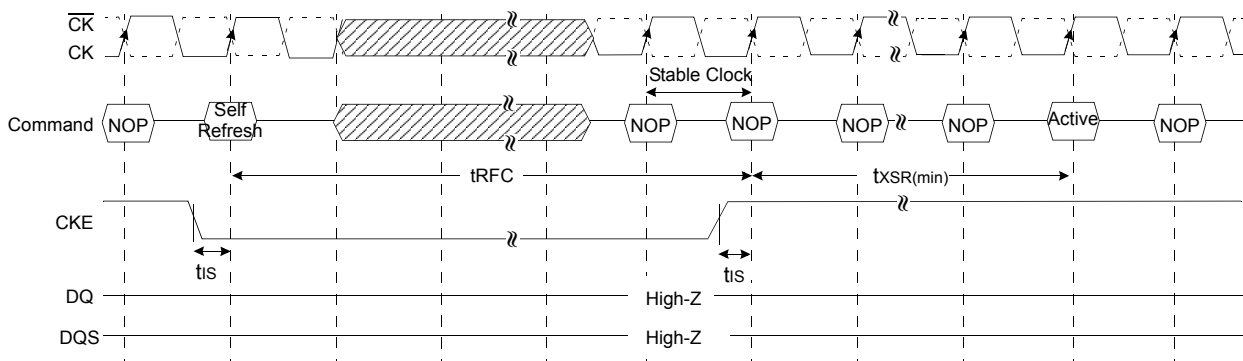 CK
CK
Stable Clock
Command NOP Self Refresh NOP NOP NOP NOP Active NOP
tRFC tXSR(min)
CKE
tIS tIS
DQ High-Z
DQS High-Z